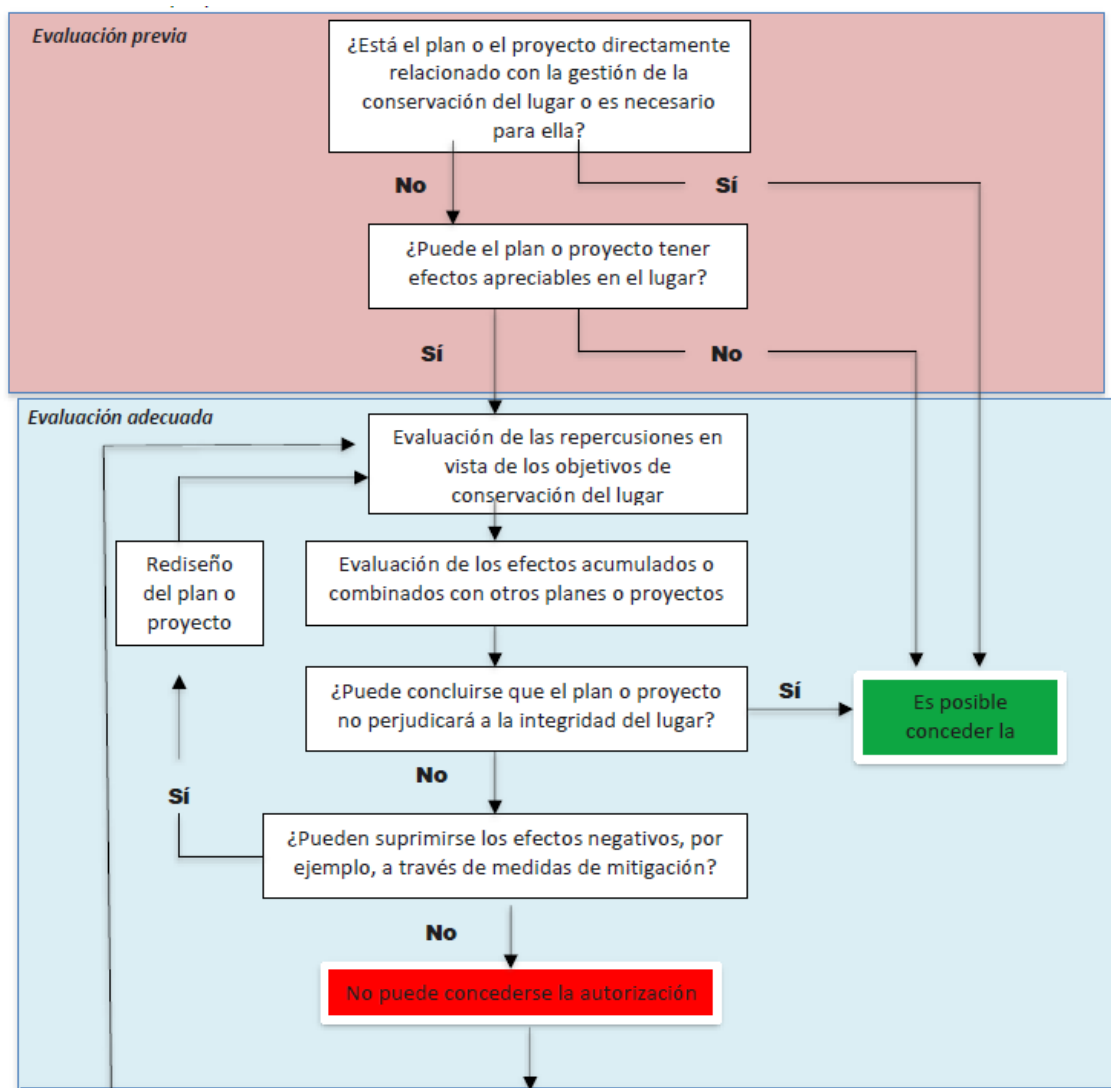 Evaluación previa
¿Está el plan o el proyecto directamente
relacionado con la gestión de la
conservación del lugar o es necesario
para ella?
No
Sí
¿Puede el plan o proyecto tener
efectos apreciables en el lugar?
Sí
No
Evaluación adecuada
Evaluación de las repercusiones en
vista de los objetivos de
conservación del lugar
Rediseño
del plan o
proyecto
Evaluación de los efectos acumulados o
combinados con otros planes o proyectos
¿Puede concluirse que el plan o proyecto
no perjudicará a la integridad del lugar?
Sí
Es posible
conceder la
No
Sí
¿Pueden suprimirse los efectos negativos, por
ejemplo, a través de medidas de mitigación?
No
No puede concederse la autorización